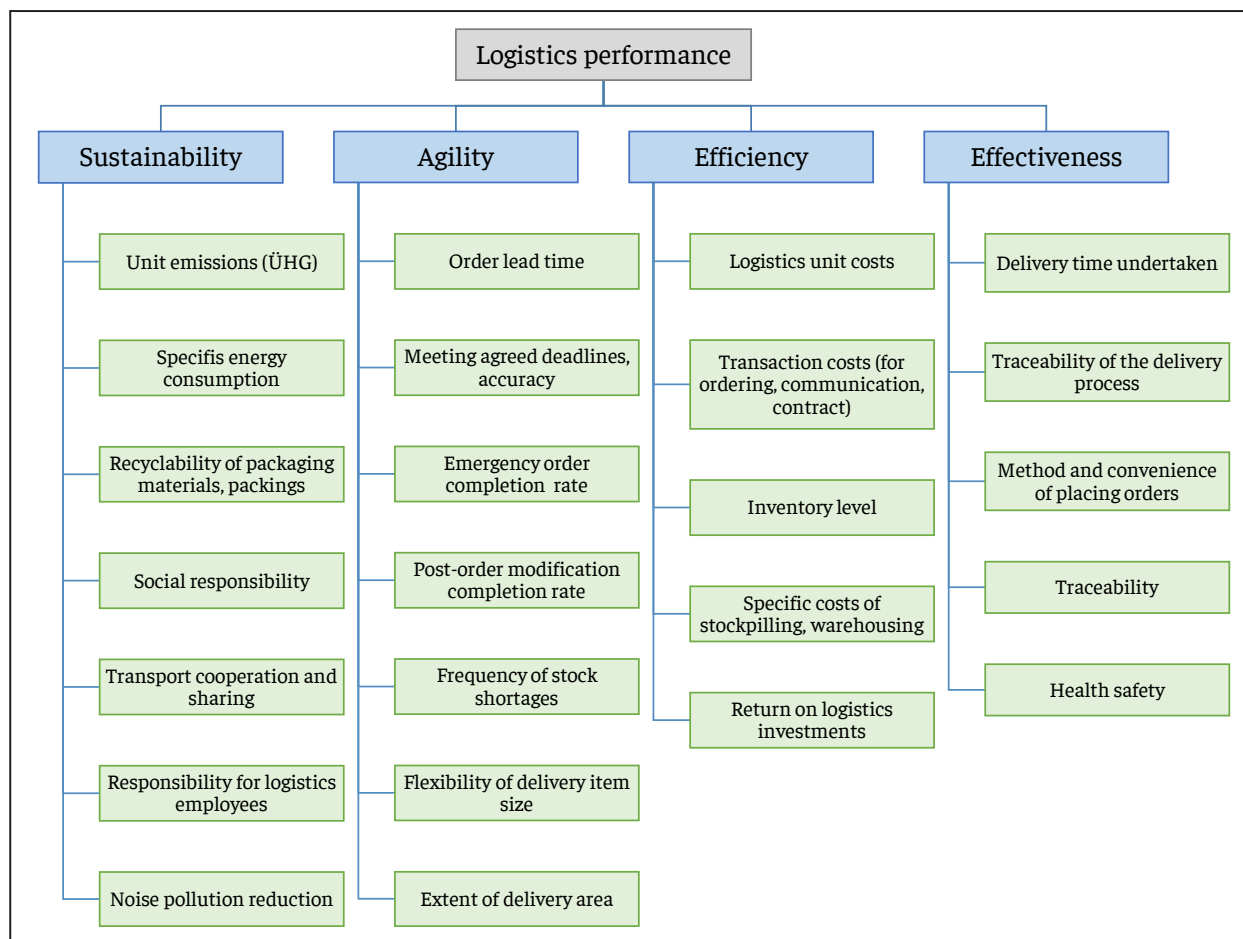 Logistics performance
Sustainability
Agility
Efficiency
Effectiveness
Unit emissions (ÜHG)
Specifis energy
consumption
Recyclability of packaging
materials, packings
Social responsibility
Transport cooperation and
sharing
Responsibility for logistics
employees
Noise pollution reduction
Order lead time
Meeting agreed deadlines,
accuracy
Emergency order
completion rate
Post-order modification
completion rate
Frequency of stock
shortages
Flexibility of delivery item
size
Extent of delivery area
Logistics unit costs
Transaction costs (for
ordering, communication,
contract)
Inventory level
Specific costs of
stockpilling, warehousing
Return on logistics
investments
Delivery time undertaken
Traceability of the delivery
process
Method and convenience
of placing orders
Traceability
Health safety